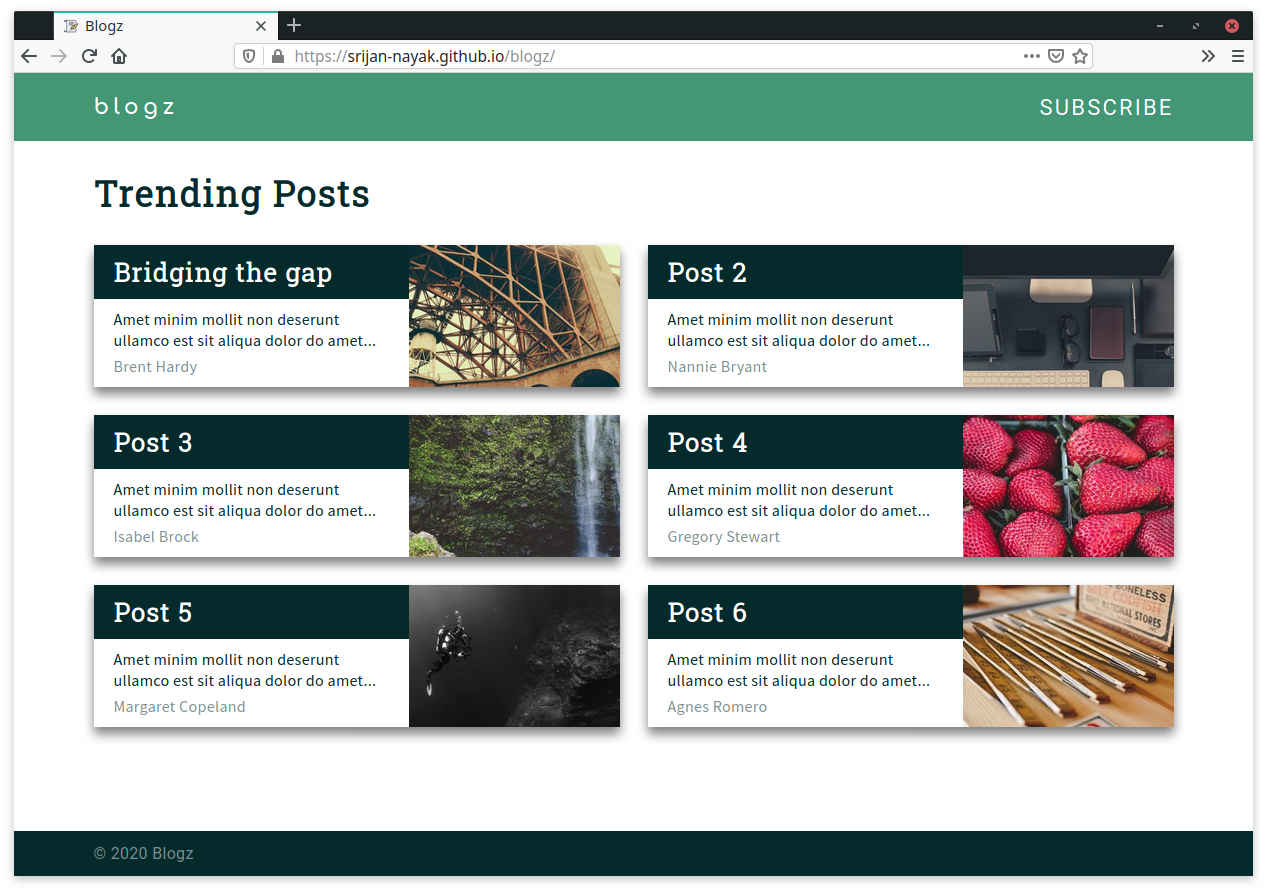 Blogz
https://srijan-nayak.github.io/blogz/
blogz
SUBSCRIBE
Trending Posts
Bridging the gap
Amet minim mollit non deserunt
ullamco est sit aliqua dolor do amet...
Brent Hardy
Post 2
Amet minim mollit non deserunt
ullamco est sit aliqua dolor do amet...
Nannie Bryant
Post 3
Amet minim mollit non deserunt
ullamco est sit aliqua dolor do amet...
Isabel Brock
Post 4
Amet minim mollit non deserunt
ullamco est sit aliqua dolor do amet...
Gregory Stewart
Post 5
Amet minim mollit non deserunt
ullamco est sit aliqua dolor do amet...
Margaret Copeland
Post 6
Amet minim mollit non deserunt
ullamco est sit aliqua dolor do amet...
Agnes Romero
BONELESS
CODFISH
NATIONAL STORES
© 2020 Blogz